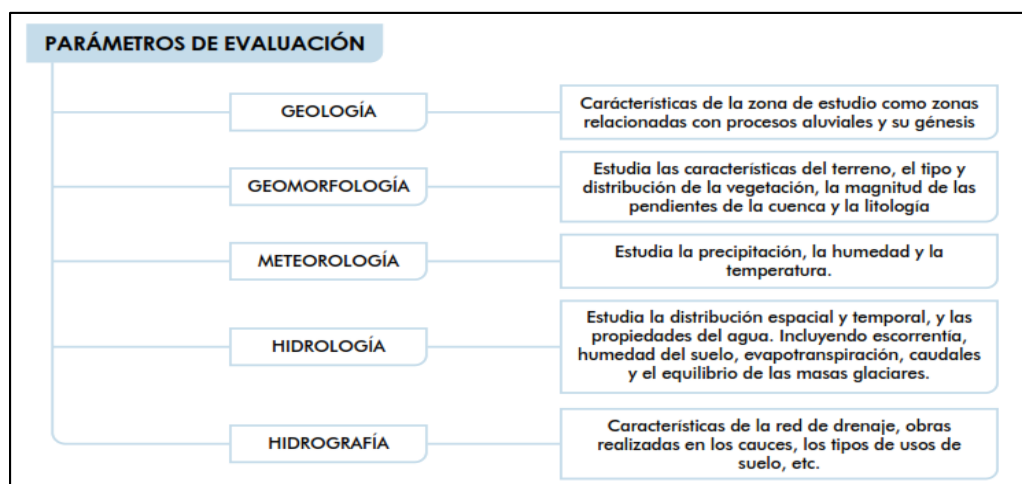 PARÁMETROS DE EVALUACIÓN
GEOLOGÍA
Carácterísticas de la zona de estudio como zonas
relacionadas con procesos aluviales y su génesis
GEOMORFOLOGÍA
Estudia las características del terreno, el tipo y
distribución de la vegetación, la magnitud de las
pendientes de la cuenca y la litología
METEOROLOGÍA
Estudia la precipitación, la humedad y la
temperatura.
HIDROLOGÍA
Estudia la distribución espacial y temporal, y las
propiedades del agua. Incluyendo escorrentía,
humedad del suelo, evapotranspiración, caudales
y el equilibrio de las masas glaciares.
HIDROGRAFÍA
Características de la red de drenaje, obras
realizadas en los cauces, los tipos de usos de
suelo, etc.